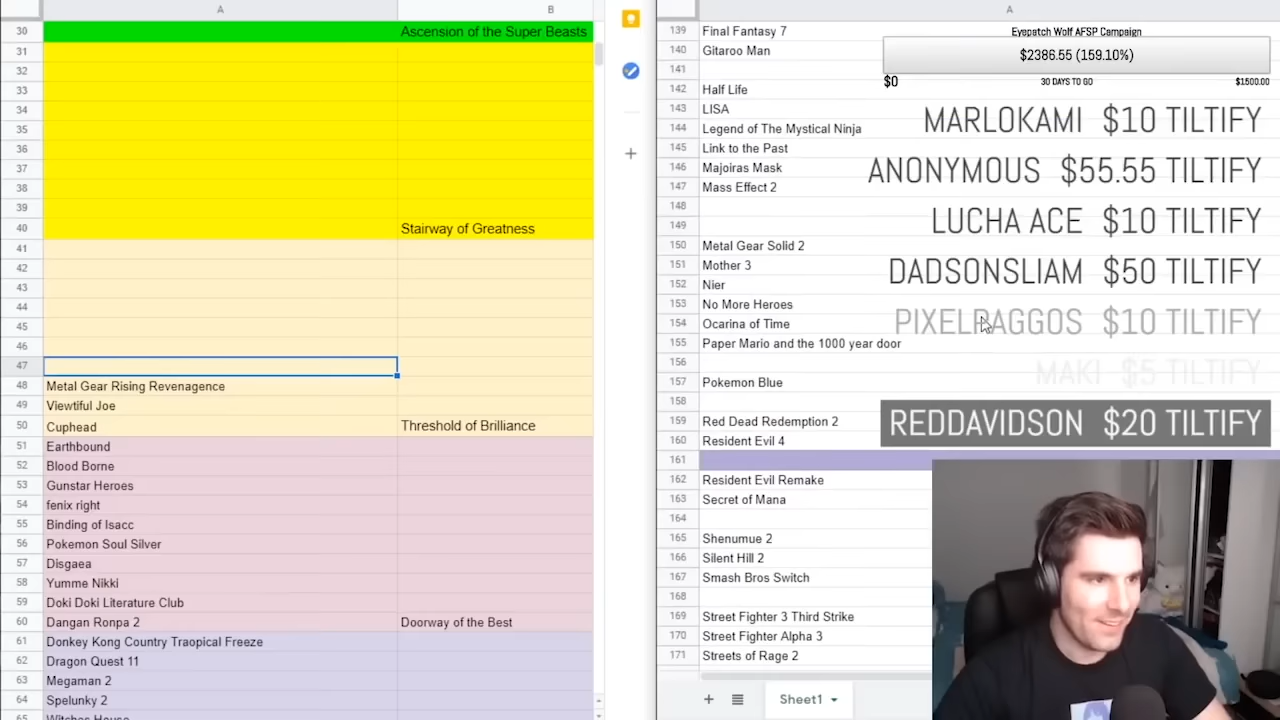 A
B
30 Ascension of the Super Beasts
31
32
33
34
35
36
37
38
39
40 Stairway of Greatness
41
42
43
44
45
46
47
48 Metal Gear Rising Revenagence
49 Viewtiful Joe
50 Cuphead Threshold of Brilliance
51 Earthbound
52 Blood Borne
53 Gunstar Heroes
54 fenix right
55 Binding of Isacc
56 Pokemon Soul Silver
57 Disgaea
58 Yumme Nikki
59 Doki Doki Literature Club
60 Dangan Ronpa 2 Doorway of the Best
61 Donkey Kong Country Traopical Freeze
62 Dragon Quest 11
63 Megaman 2
64 Spelunky 2
65 Witches House
A
139 Final Fantasy 7
140 Gitaroo Man
141
142 Half Life
143 LISA
144 Legend of The Mystical Ninja
145 Link to the Past
146 Majoiras Mask
147 Mass Effect 2
148
149
150 Metal Gear Solid 2
151 Mother 3
152 Nier
153 No More Heroes
154 Ocarina of Time
155 Paper Mario and the 1000 year door
156
157 Pokemon Blue
158
159 Red Dead Redemption 2
160 Resident Evil 4
161
162 Resident Evil Remake
163 Secret of Mana
164
165 Shenumue 2
166 Silent Hill 2
167 Smash Bros Switch
168
169 Street Fighter 3 Third Strike
170 Street Fighter Alpha 3
171 Streets of Rage 2
Sheet1
Eyepatch Wolf AFSP Campaign
$2386.55 (159.10%)
$0 30 DAYS TO GO $1500.00
MARLOKAMI $10 TILTIFY
ANONYMOUS $55.55 TILTIFY
LUCHA ACE $10 TILTIFY
DADSONSLIAM $50 TILTIFY
PIXELRAGGOS $10 TILTIFY
MAKI $5 TILTIFY
REDDAVIDSON $20 TILTIFY